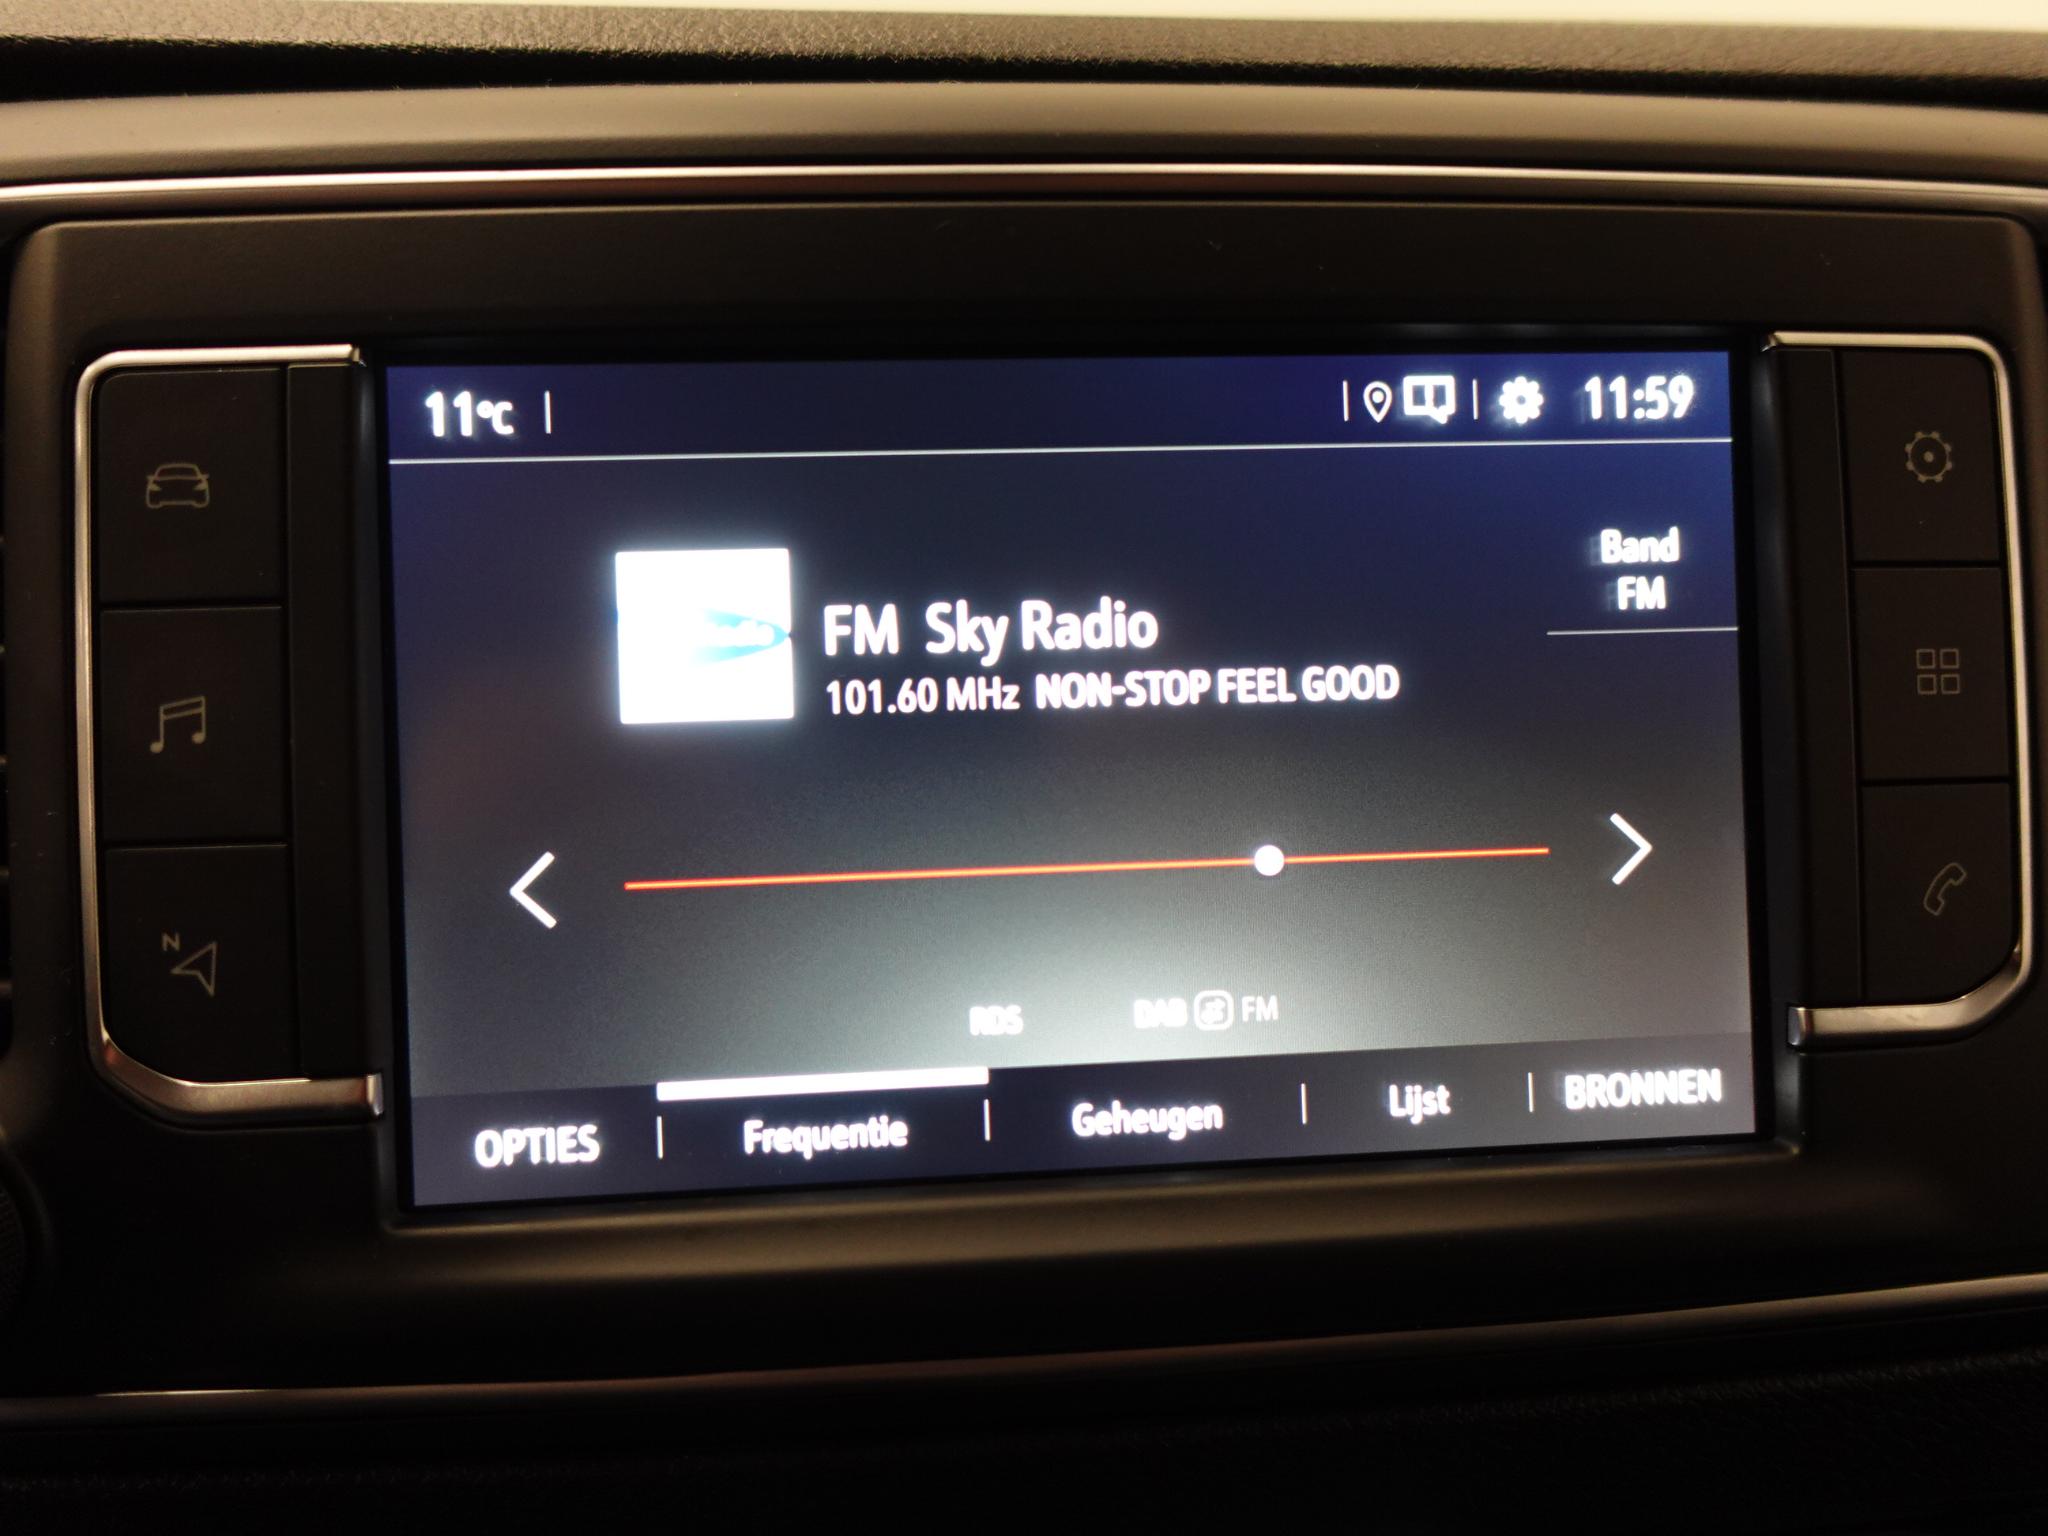 11°C
11:59
Band
FM
FM Sky Radio
101.60 MHz NON-STOP FEEL GOOD
N
RDS DAB FM
OPTIES Frequentie Geheugen Lijst BRONNEN